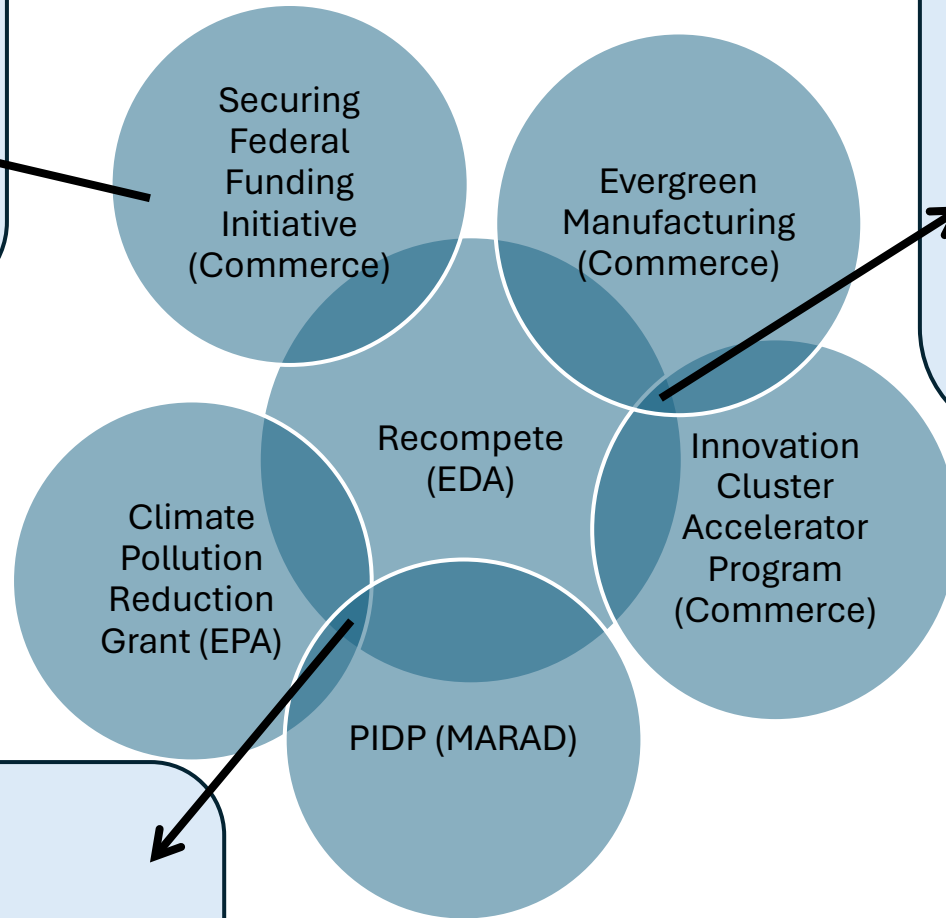 Securing
Federal
Funding
Initiative
(Commerce)
Evergreen
Manufacturing
(Commerce)
Recompete
(EDA)
Innovation
Cluster
Accelerator
Program
(Commerce)
Climate
Pollution
Reduction
Grant (EPA)
PIDP (MARAD)